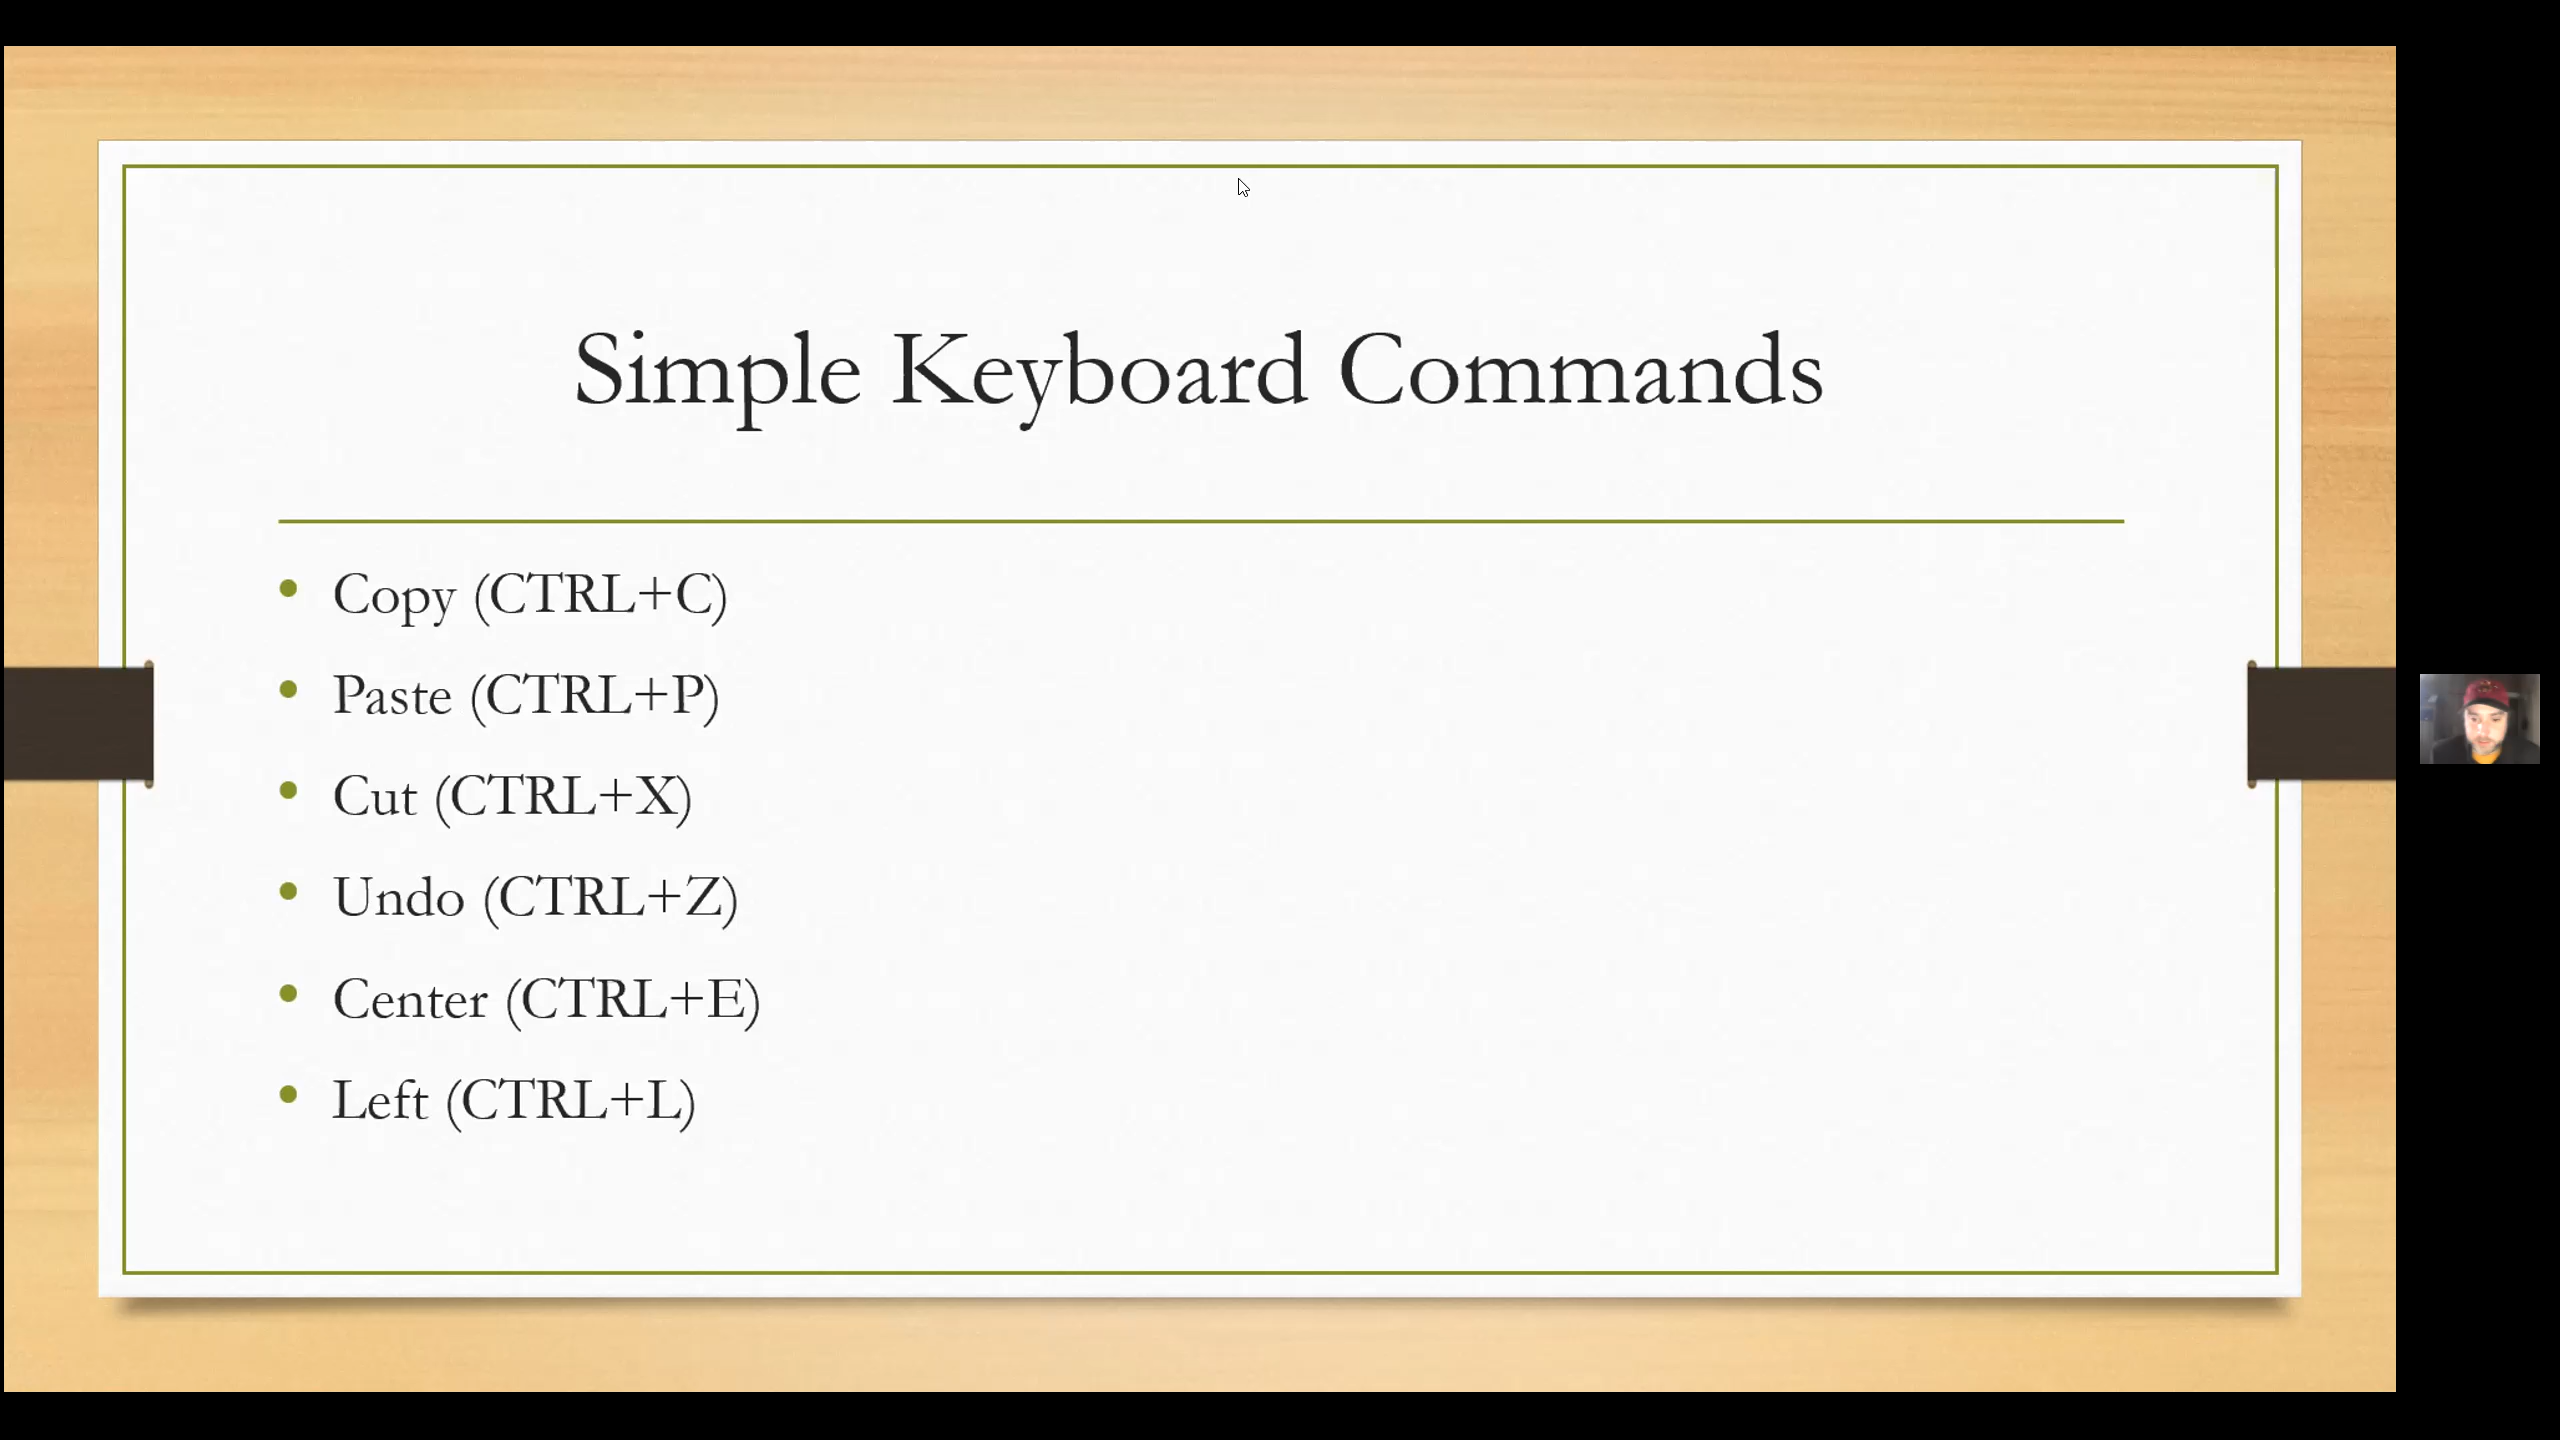 Simple Keyboard Commands
Copy (CTRL+C)
Paste (CTRL+P)
Cut (CTRL+X)
Undo (CTRL+Z)
Center (CTRL+E)
Left (CTRL+L)